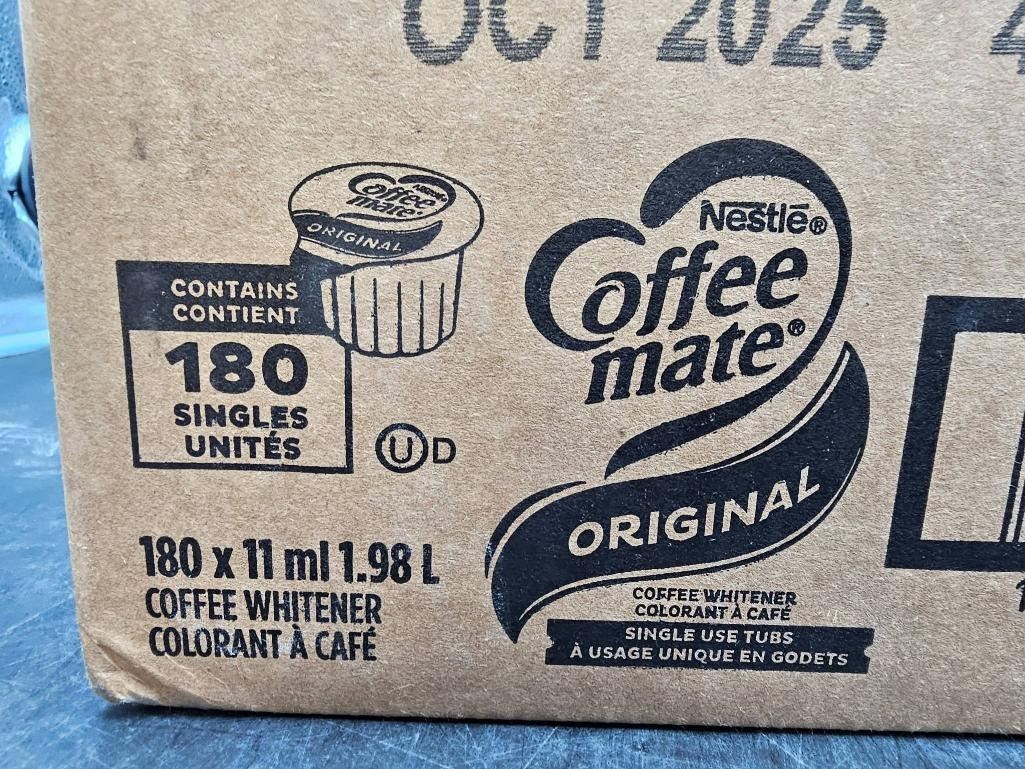 OCT 2025
Nestlé®
Coffee
mate®
ORIGINAL
COFFEE WHITENER
COLORANT À CAFÉ
SINGLE USE TUBS
À USAGE UNIQUE EN GODETS
Nestlé
Coffee
mate®
ORIGINAL
CONTAINS
CONTIENT
180
SINGLES
UNITÉS
U D
180 x 11 ml 1.98 L
COFFEE WHITENER
COLORANT À CAFÉ